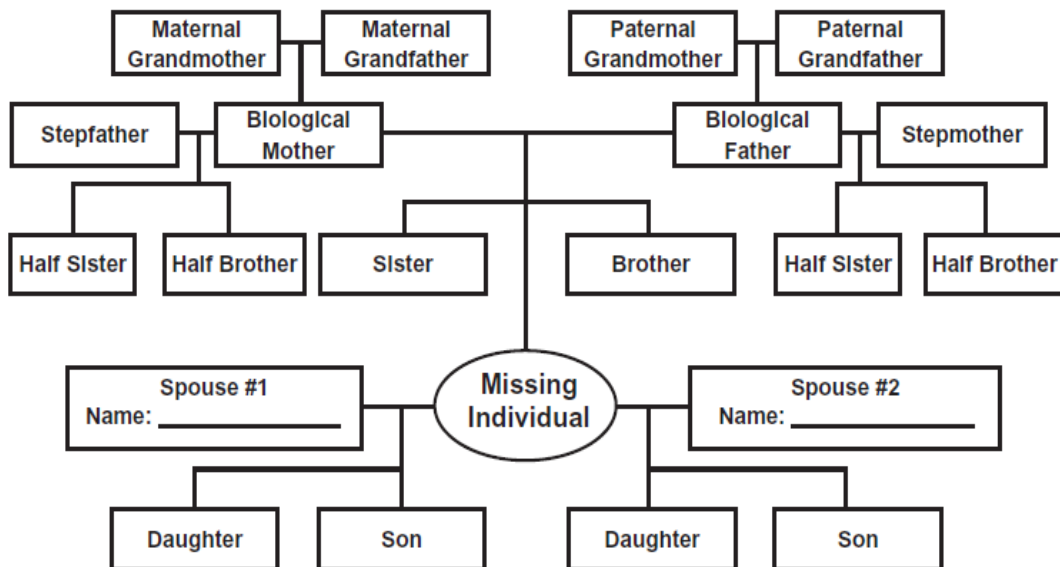 Maternal
Grandmother
Maternal
Grandfather
Paternal
Grandmother
Paternal
Grandfather
Stepfather
Biological
Mother
Biological
Father
Stepmother
Half Sister
Half Brother
Sister
Brother
Half Sister
Half Brother
Spouse #1
Name:
Missing
Individual
Spouse #2
Name:
Daughter
Son
Daughter
Son